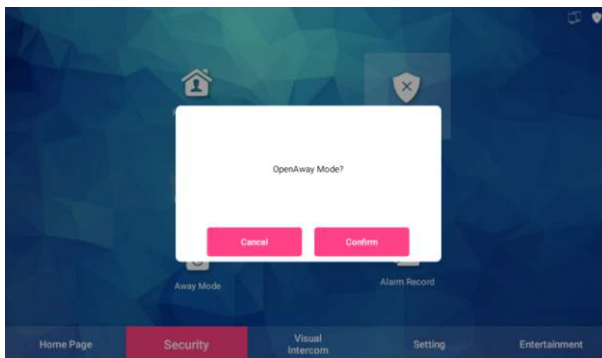 OpenAway Mode?
Cancel Confirm
Away Mode Alarm Record
Home Page Security Visual Intercom Setting Entertainment